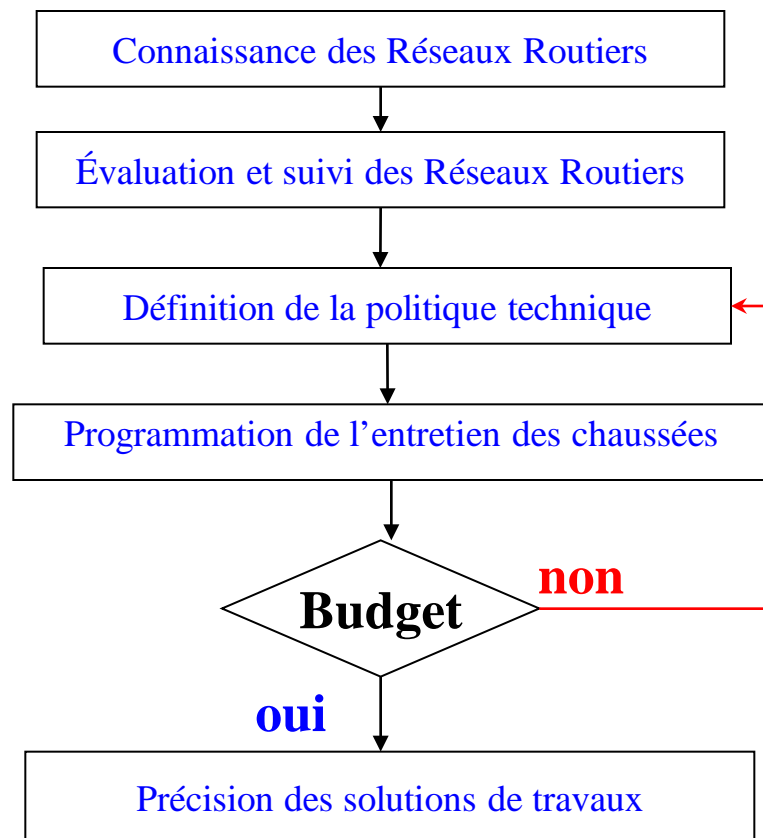 Connaissance des Réseaux Routiers
Évaluation et suivi des Réseaux Routiers
Définition de la politique technique
Programmation de l’entretien des chaussées
Budget
non
oui
Précision des solutions de travaux